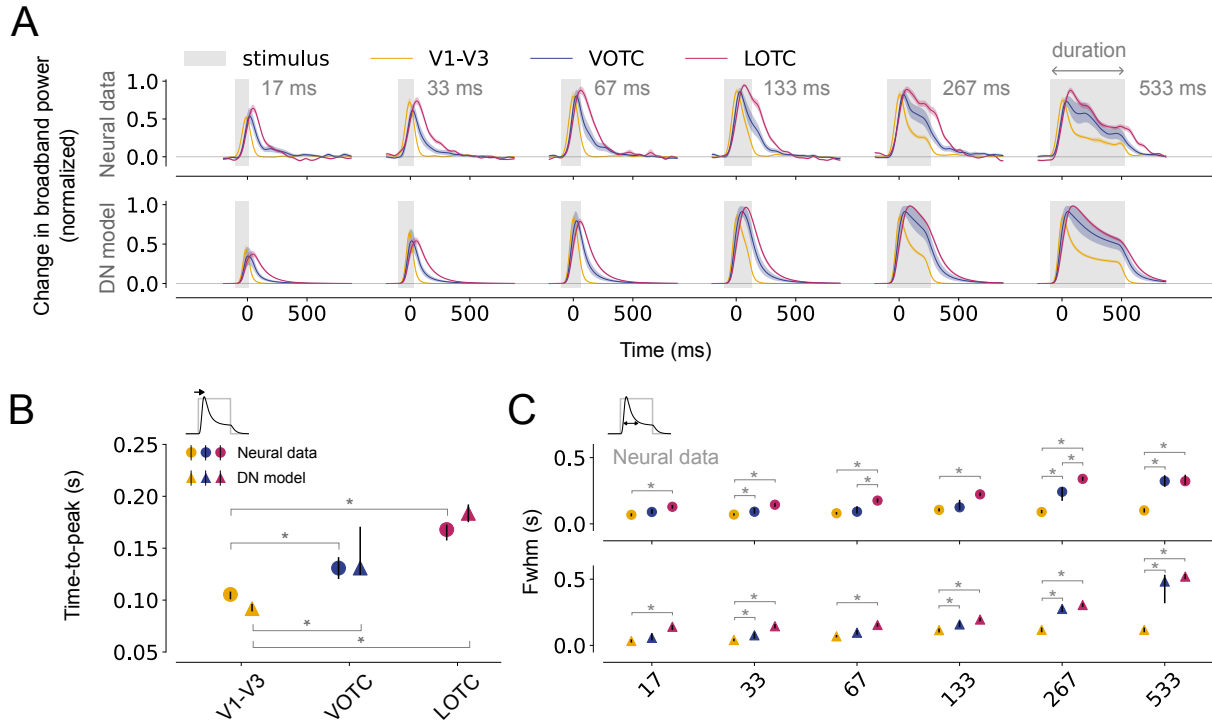 A
stimulus V1-V3 VOTC LOTC duration
17 ms 33 ms 67 ms 133 ms 267 ms 533 ms
Change in broadband power
(normalized)
Neural data
1.0
0.5
0.0
DN model
1.0
0.5
0.0
0 500 0 500 0 500 0 500 0 500 0 500
Time (ms)
B
Time-to-peak (s)
0.25
0.20
0.15
0.10
0.05
Neural data
DN model
* * * *
V1-V3 VOTC LOTC
C
Neural data
Fwhm (s)
0.5
0.0
* * * * * * * * * * * *
0.5
0.0
* * * * * * * * * *
17 33 67 133 267 533